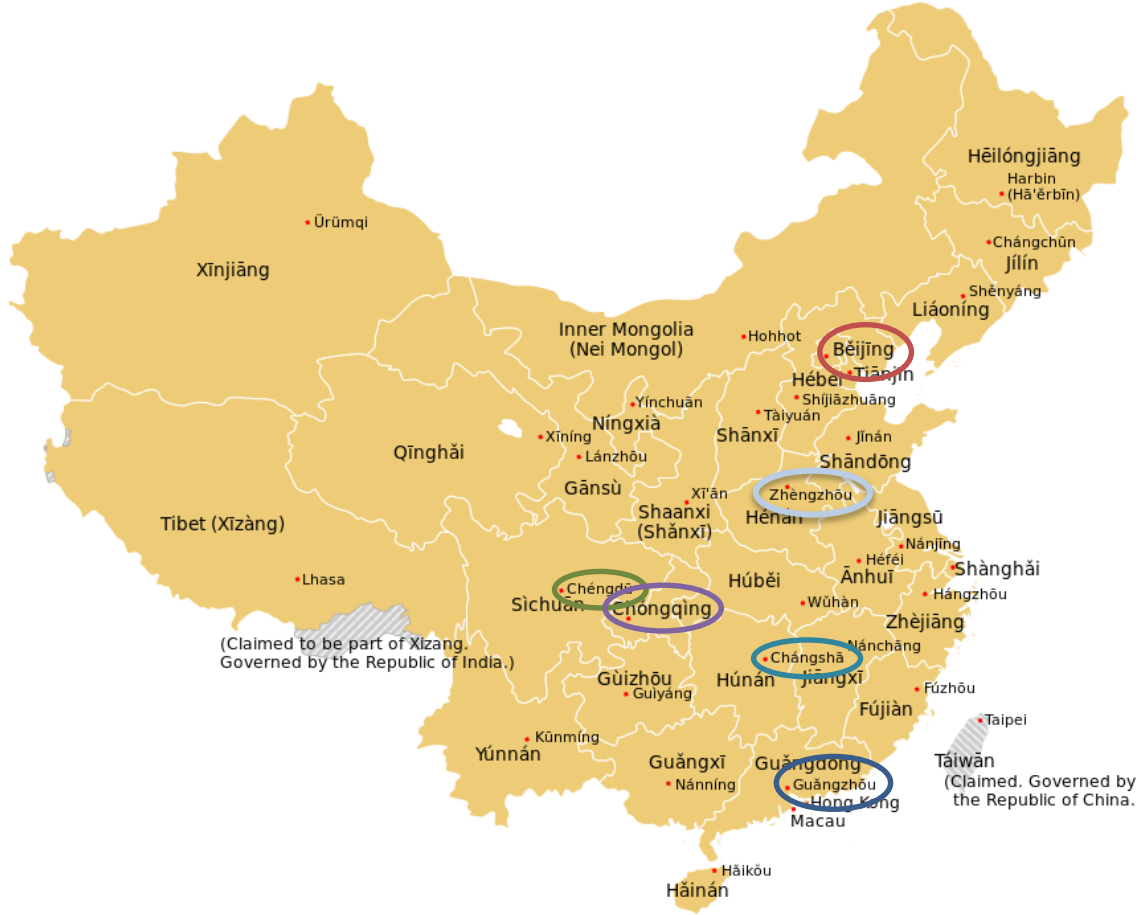 Hēilóngjiāng
Harbin
(Hā'ěrbīn)
Chángchūn
Jílín
Shěnyáng
Liáoníng
Ürümqi
Xīnjiāng
Inner Mongolia
(Nei Mongol)
Hohhot
Běijīng
Tiānjīn
Héběi
Shíjiāzhuāng
Yínchuān
Níngxià
Tàiyuán
Shānxī
Jǐnán
Shāndōng
Xīníng
Qīnghǎi
Lánzhōu
Gānsù
Xī'ān
Shaanxi
(Shǎnxī)
Zhèngzhōu
Hénán
Jiāngsū
Tibet (Xīzàng)
Lhasa
Nánjīng
Héféi
Ānhuī
Shànghǎi
Hángzhōu
Zhèjiāng
Chéngdū
Sìchuān
Chóngqìng
Húběi
Wǔhàn
(Claimed to be part of Xizang.
Governed by the Republic of India.)
Chángshā
Húnán
Nánchāng
Jiāngxī
Gùizhōu
Guìyáng
Fúzhōu
Fújiàn
Taipei
Táiwān
(Claimed. Governed by
the Republic of China.
Kūnmíng
Yúnnán
Guǎngxī
Nánníng
Guǎngdōng
Guǎngzhōu
Hong Kong
Macau
Hǎikǒu
Hǎinán